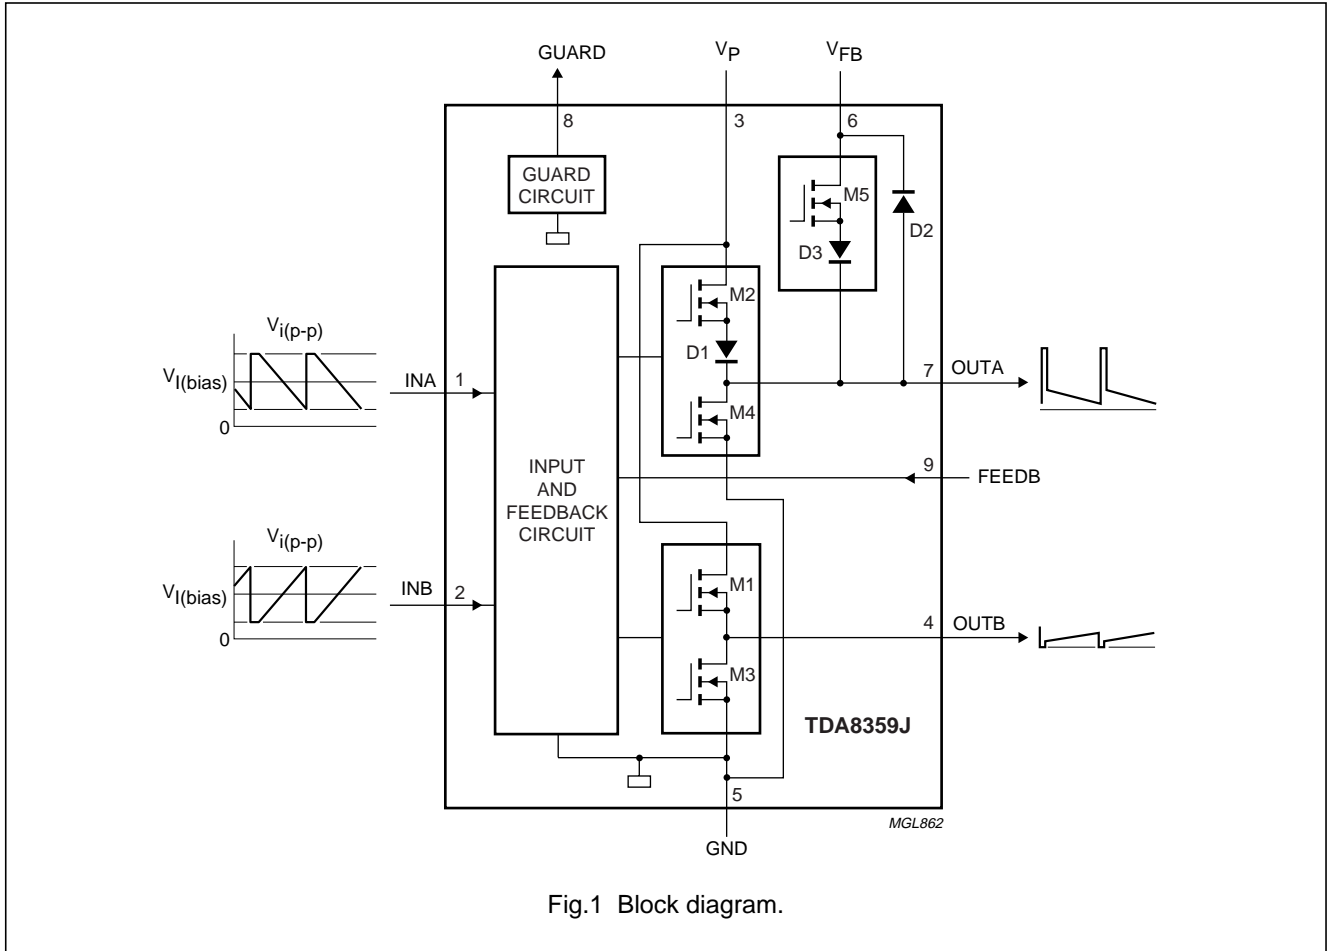 GUARD
VP
VFB
8
3
6
GUARD
CIRCUIT
M5
D2
D3
M2
Vi(p-p)
D1
7
OUTA
INA
1
VI(bias)
M4
0
9
FEEDB
INPUT
AND
FEEDBACK
CIRCUIT
Vi(p-p)
M1
INB
2
VI(bias)
4
OUTB
0
M3
TDA8359J
5
MGL862
GND
Fig.1 Block diagram.